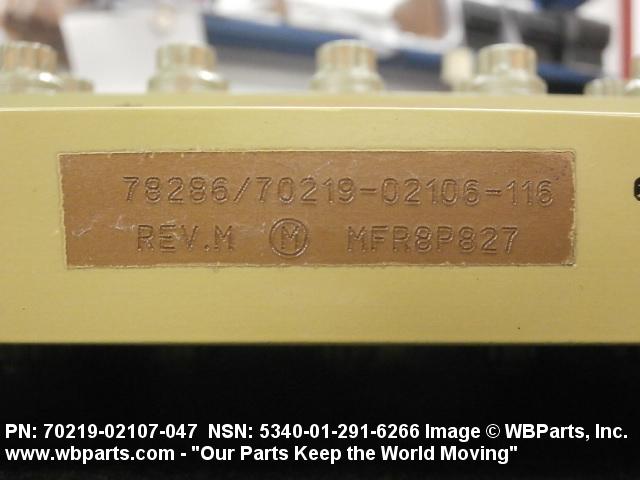 78286/70219-02106-116
REV.M Ⓜ MFR8P827
PN: 70219-02107-047 NSN: 5340-01-291-6266 Image © WBParts, Inc.
www.wbparts.com - "Our Parts Keep the World Moving"